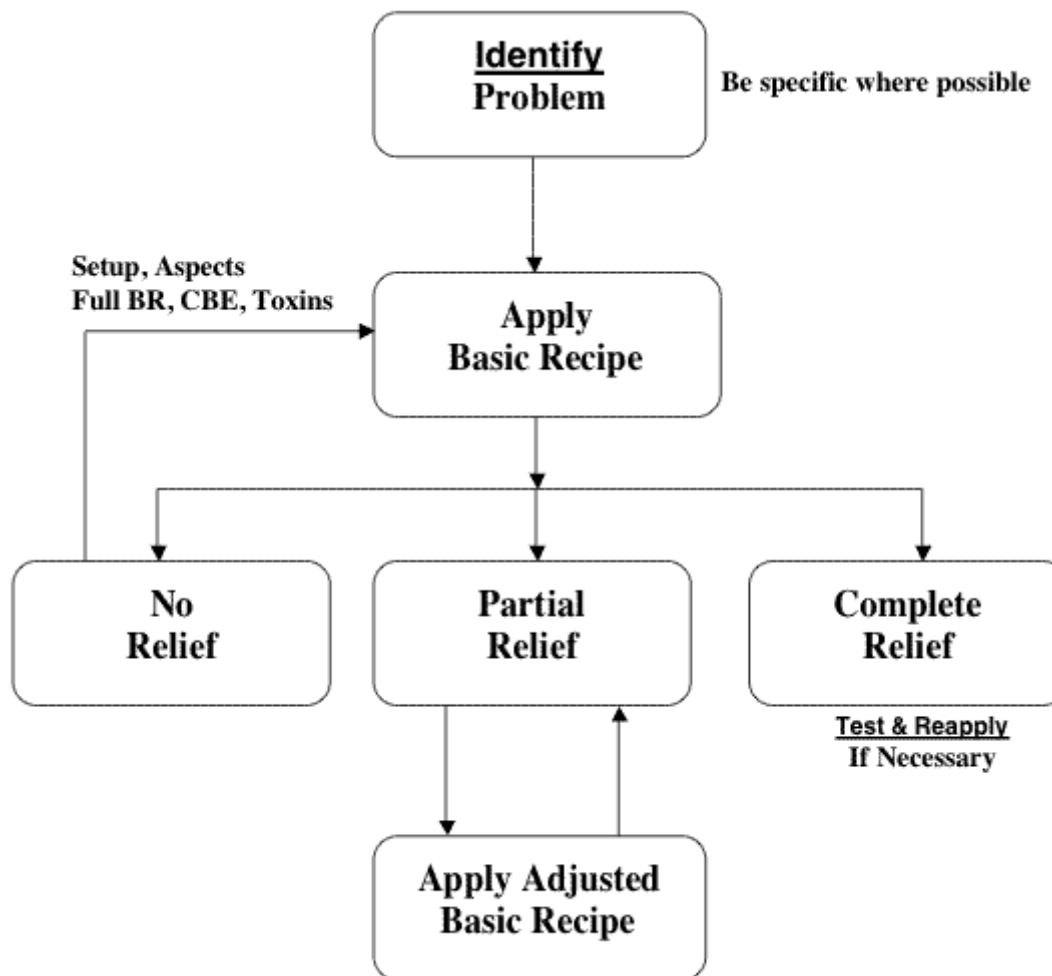 Identify
Problem
Be specific where possible
Setup, Aspects
Full BR, CBE, Toxins
Apply
Basic Recipe
No
Relief
Partial
Relief
Complete
Relief
Test & Reapply
If Necessary
Apply Adjusted
Basic Recipe